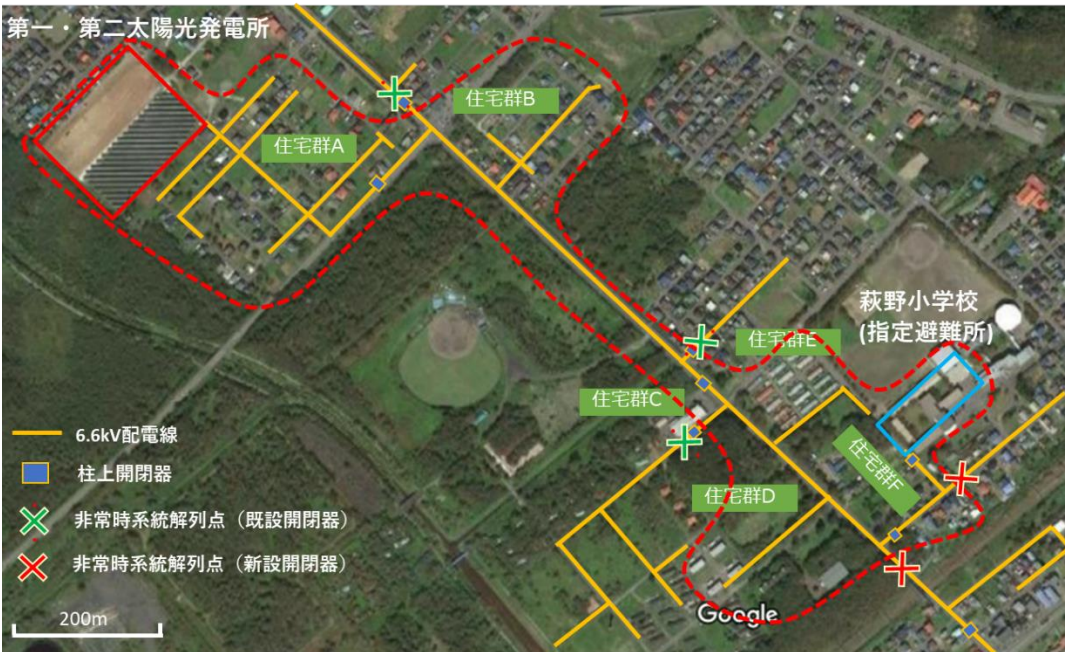 第一・第二太陽光発電所
住宅群B
住宅群A
萩野小学校
(指定避難所)
住宅群E
住宅群C
住宅群F
住宅群D
6.6kV配電線
柱上開閉器
非常時系統解列点（既設開閉器）
非常時系統解列点（新設開閉器）
200m
Google